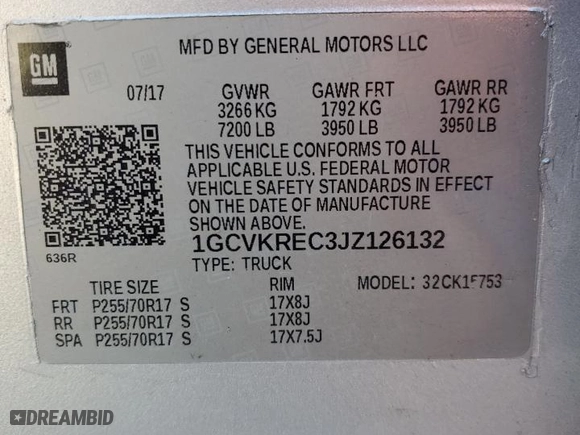 GM
MFD BY GENERAL MOTORS LLC
07/17 GVWR GAWR FRT GAWR RR
3266 KG 1792 KG 1792 KG
7200 LB 3950 LB 3950 LB
THIS VEHICLE CONFORMS TO ALL
APPLICABLE U.S. FEDERAL MOTOR
VEHICLE SAFETY STANDARDS IN EFFECT
ON THE DATE OF MANUFACTURE
SHOWN ABOVE.
1GCVKREC3JZ126132
636R
TYPE: TRUCK MODEL: 32CK15753
TIRE SIZE RIM
FRT P255/70R17 S 17X8J
RR P255/70R17 S 17X8J
SPA P255/70R17 S 17X7.5J
DREAMBID